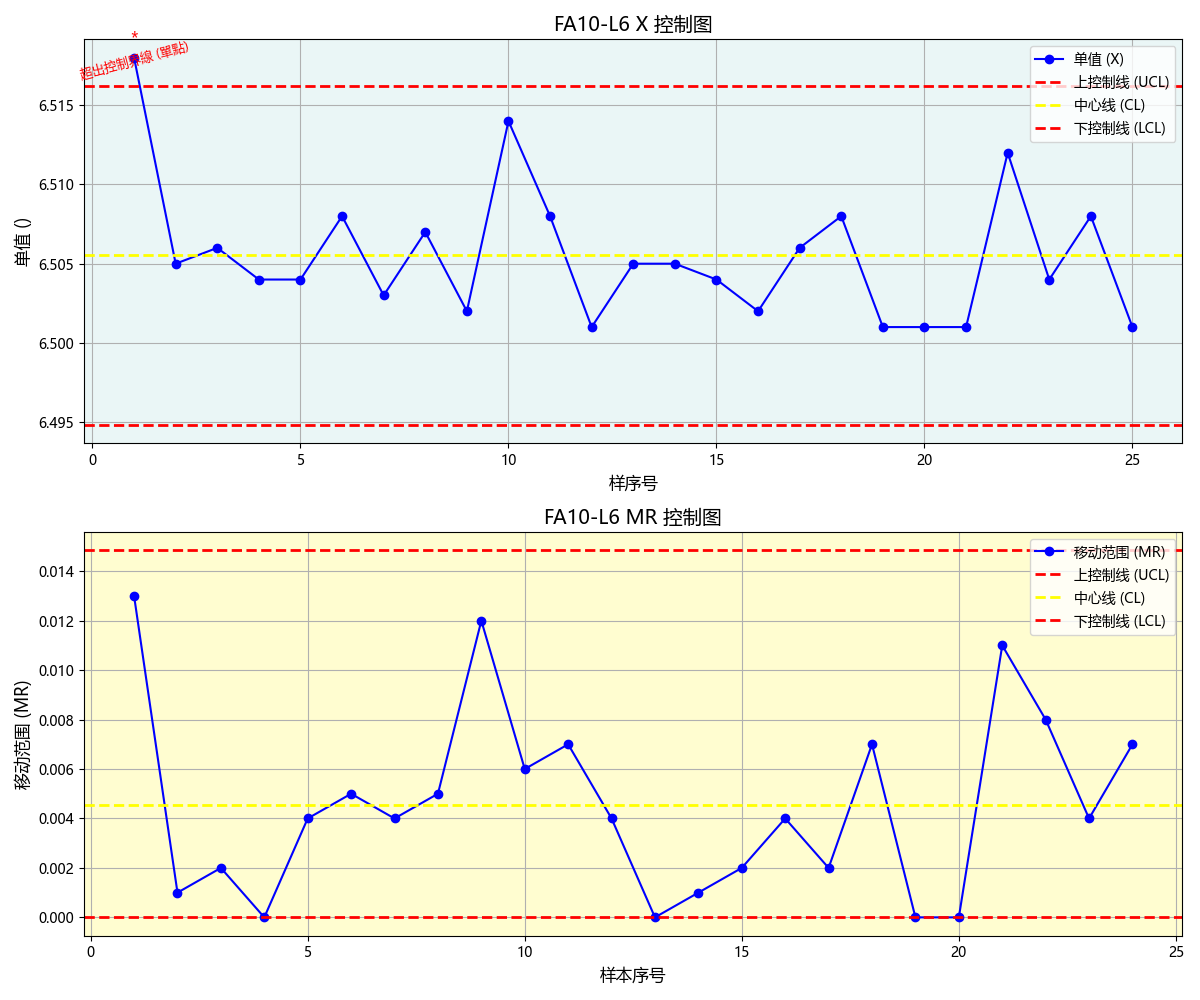 FA10-L6 X 控制图
*
超出控制界線 (單點)
单值 (X)
上控制线 (UCL)
中心线 (CL)
下控制线 (LCL)
单值 ()
6.515
6.510
6.505
6.500
6.495
0 5 10 15 20 25
样序号
FA10-L6 MR 控制图
移动范围 (MR)
上控制线 (UCL)
中心线 (CL)
下控制线 (LCL)
移动范围 (MR)
0.014
0.012
0.010
0.008
0.006
0.004
0.002
0.000
0 5 10 15 20 25
样本序号